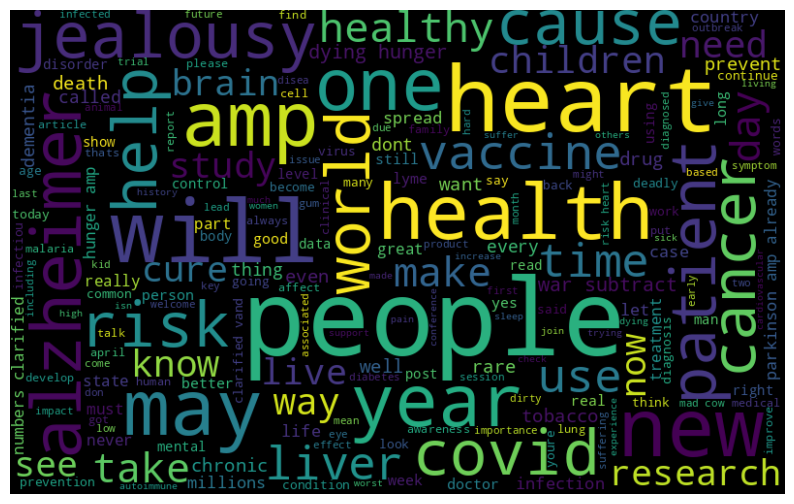 infected future find country
jealousy healthy cause need
outbreak
trial please dying hunger children
disorder prevent
death help brain one heart continue
called cell living
animal amp using day
dementia article thats spread due family hard suffer others give long diagnosed words
show report dont vaccine drug symptom
age study issue virus still
alzheimer level many lyme deadly based
control become want say back might
last history lead women clinical month risk heart work
today hunger amp will part always gum world health put sick
body good data patient cancer
malaria great product every increase case early
infectiou cure thing make time
kid really person going even read war subtract let two
including common key affect made first said man
high isn yes treatment parkinson amp already
numbers clarified risk people diagnosis cardiovascular
talk welcome associated support pain conference sleep join trying dying
april check
come know live well rare use now right medical
develop clarified vand state human better diabetes post session dirty real tobacco think mad cow
don
impact must may way year importance new improve
got life mean awareness lung suffering experience
low never eye look
mental effect covid youre
see take chronic liver research
prevention millions condition week doctor infection
autoimmune worst